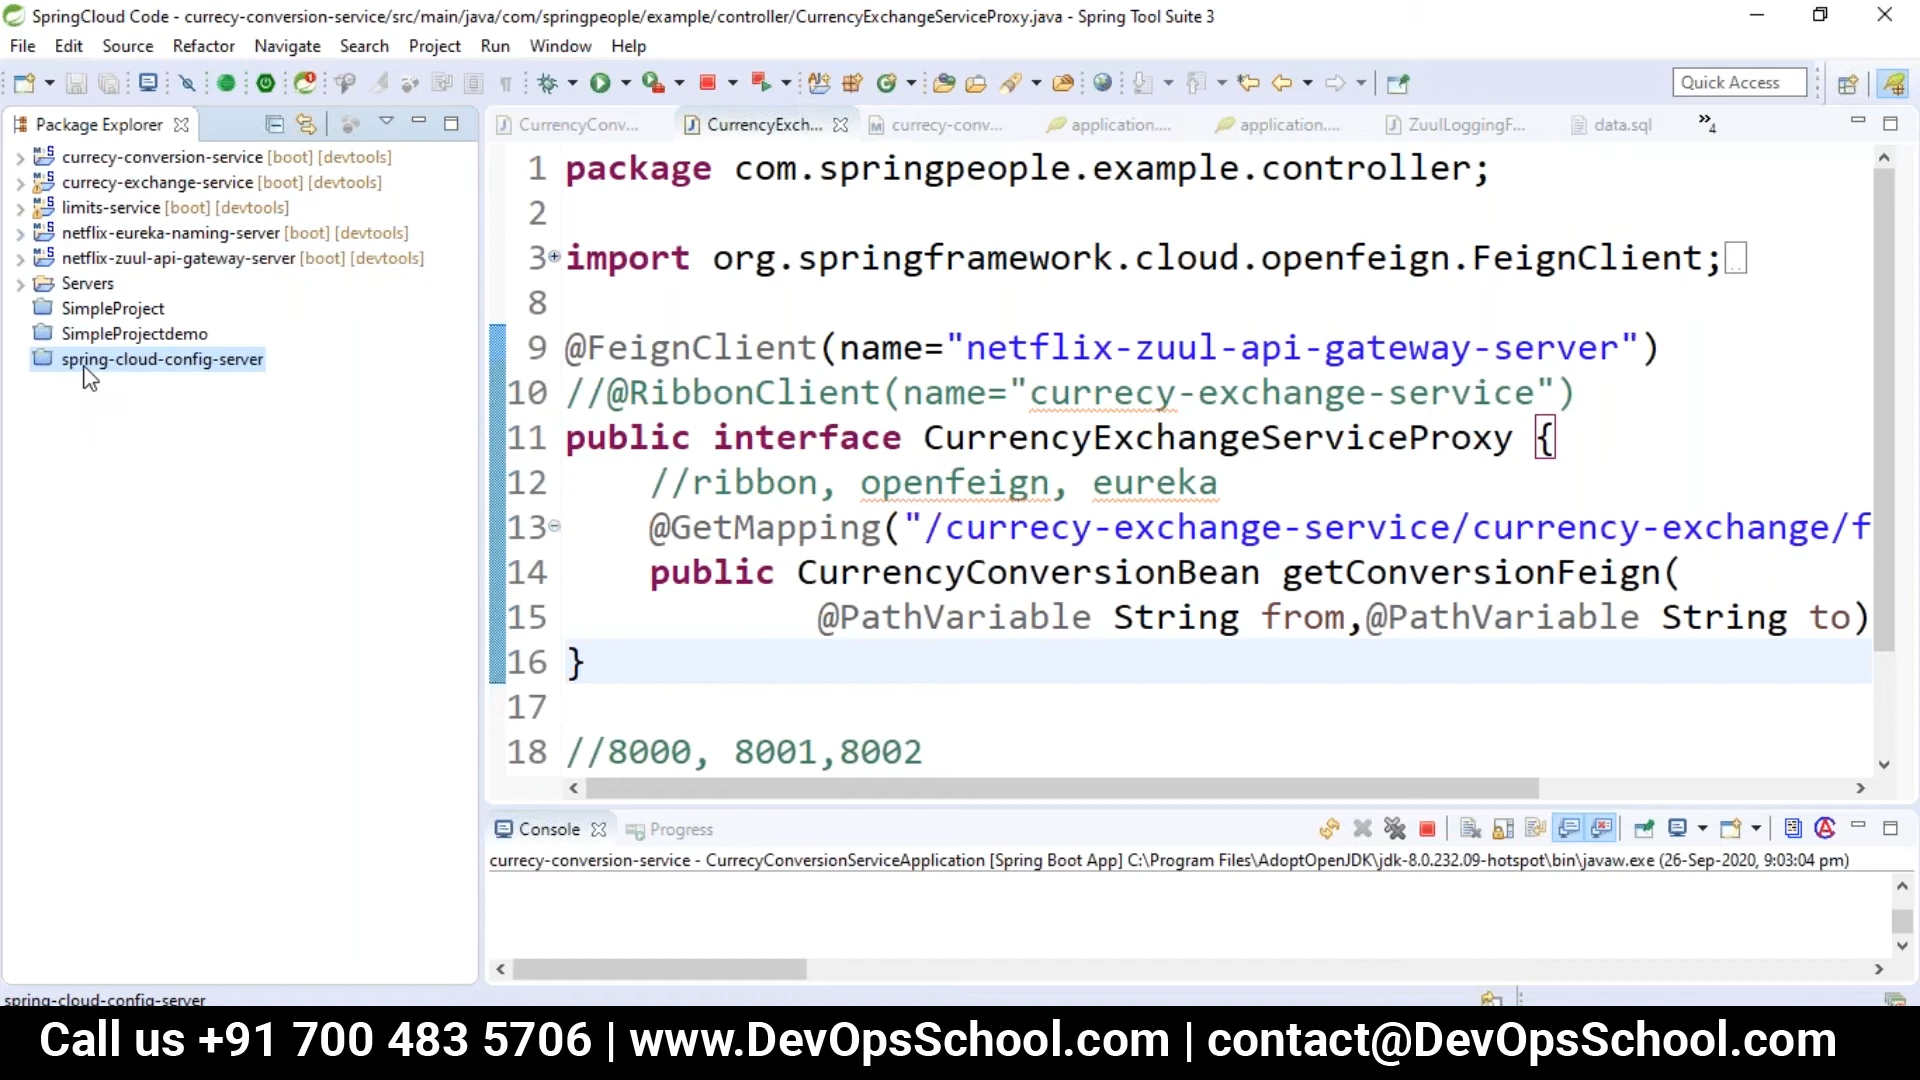 SpringCloud Code - currecy-conversion-service/src/main/java/com/springpeople/example/controller/CurrencyExchangeServiceProxy.java - Spring Tool Suite 3
File Edit Source Refactor Navigate Search Project Run Window Help
Quick Access
Package Explorer
currecy-conversion-service [boot] [devtools]
currecy-exchange-service [boot] [devtools]
limits-service [boot] [devtools]
netflix-eureka-naming-server [boot] [devtools]
netflix-zuul-api-gateway-server [boot] [devtools]
Servers
SimpleProject
SimpleProjectdemo
spring-cloud-config-server
CurrencyConv... CurrencyExch... currecy-conv... application.... application.... ZuulLoggingF... data.sql »4
1 package com.springpeople.example.controller;
2
3 import org.springframework.cloud.openfeign.FeignClient;
8
9 @FeignClient(name="netflix-zuul-api-gateway-server")
10 //@RibbonClient(name="currecy-exchange-service")
11 public interface CurrencyExchangeServiceProxy {
12 //ribbon, openfeign, eureka
13 @GetMapping("/currecy-exchange-service/currency-exchange/f
14 public CurrencyConversionBean getConversionFeign(
15 @PathVariable String from,@PathVariable String to)
16 }
17
18 //8000, 8001,8002
Console Progress
currecy-conversion-service - CurrecyConversionServiceApplication [Spring Boot App] C:\Program Files\AdoptOpenJDK\jdk-8.0.232.09-hotspot\bin\javaw.exe (26-Sep-2020, 9:03:04 pm)
spring-cloud-config-server
Call us +91 700 483 5706 | www.DevOpsSchool.com | contact@DevOpsSchool.com